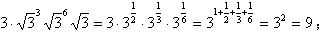 3 · √3 ³√3 ⁶√3 = 3 · 3^{1/2} · 3^{1/3} · 3^{1/6} = 3^{1+1/2+1/3+1/6} = 3² = 9 ;